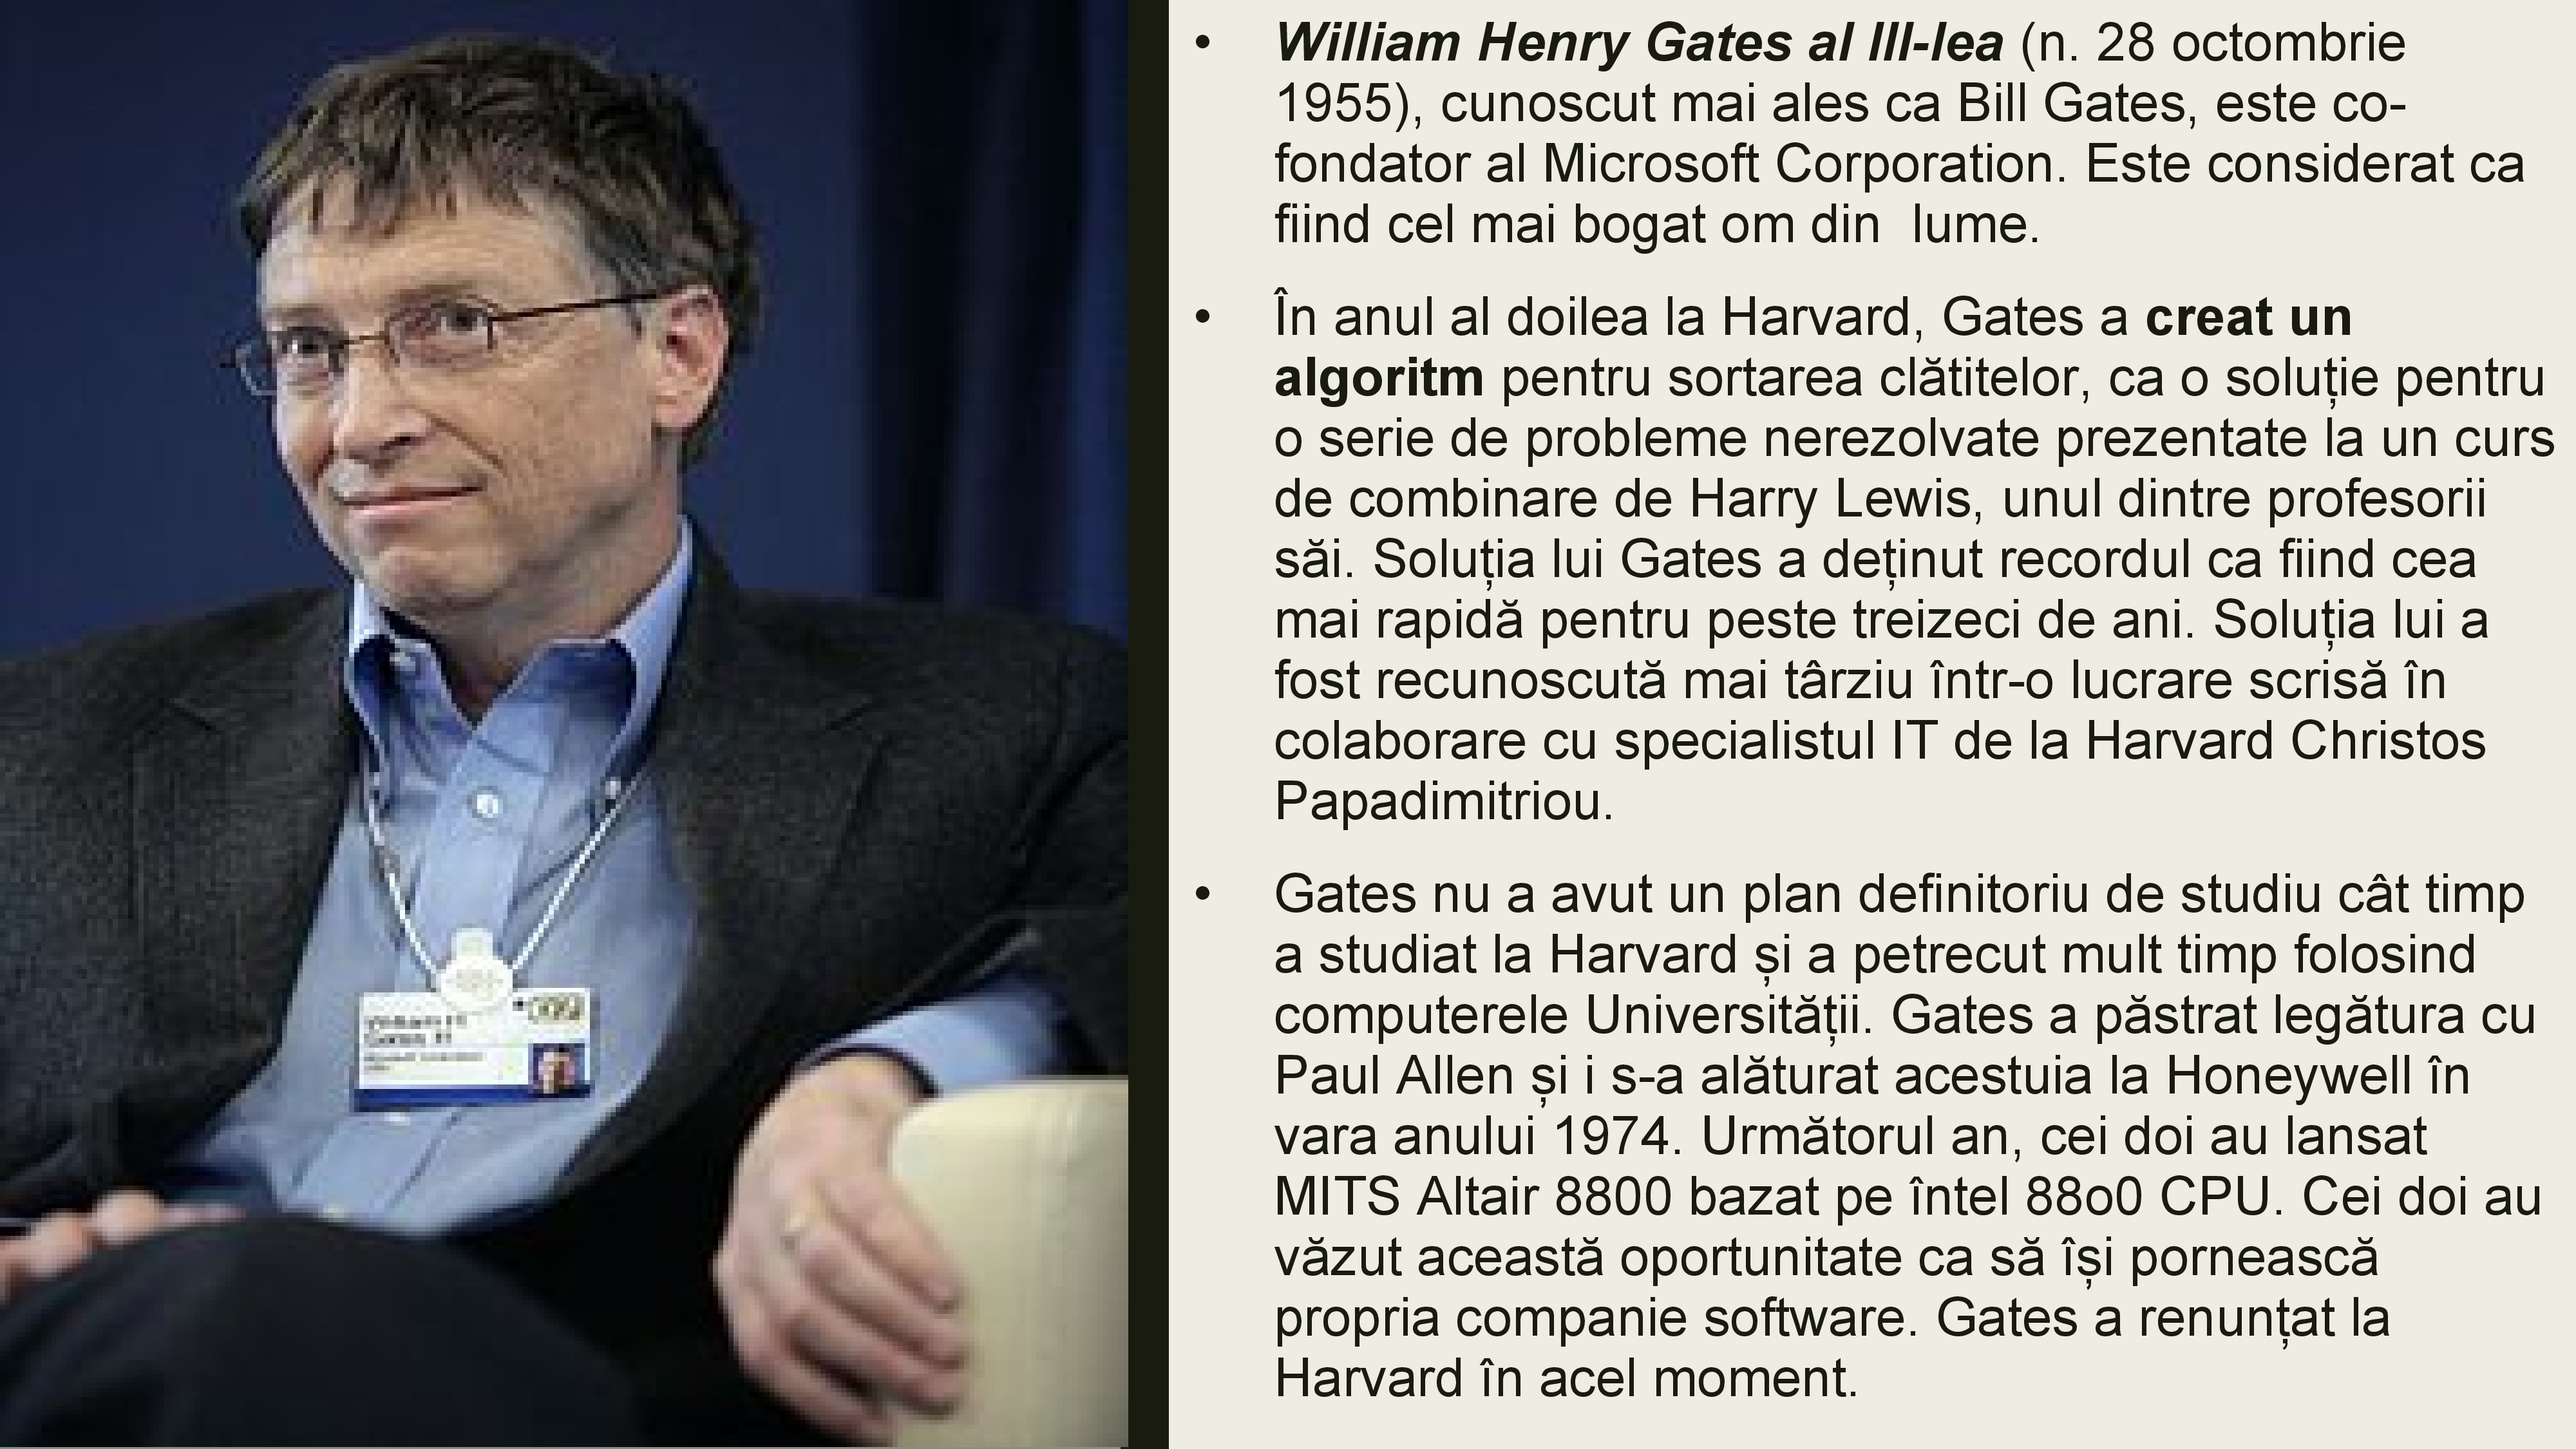 • William Henry Gates al III-lea (n. 28 octombrie
1955), cunoscut mai ales ca Bill Gates, este co-
fondator al Microsoft Corporation. Este considerat ca
fiind cel mai bogat om din  lume.
• În anul al doilea la Harvard, Gates a creat un
algoritm pentru sortarea clătitelor, ca o soluție pentru
o serie de probleme nerezolvate prezentate la un curs
de combinare de Harry Lewis, unul dintre profesorii
săi. Soluția lui Gates a deținut recordul ca fiind cea
mai rapidă pentru peste treizeci de ani. Soluția lui a
fost recunoscută mai târziu într-o lucrare scrisă în
colaborare cu specialistul IT de la Harvard Christos
Papadimitriou.
• Gates nu a avut un plan definitoriu de studiu cât timp
a studiat la Harvard și a petrecut mult timp folosind
computerele Universității. Gates a păstrat legătura cu
Paul Allen și i s-a alăturat acestuia la Honeywell în
vara anului 1974. Următorul an, cei doi au lansat
MITS Altair 8800 bazat pe întel 88o0 CPU. Cei doi au
văzut această oportunitate ca să își pornească
propria companie software. Gates a renunțat la
Harvard în acel moment.